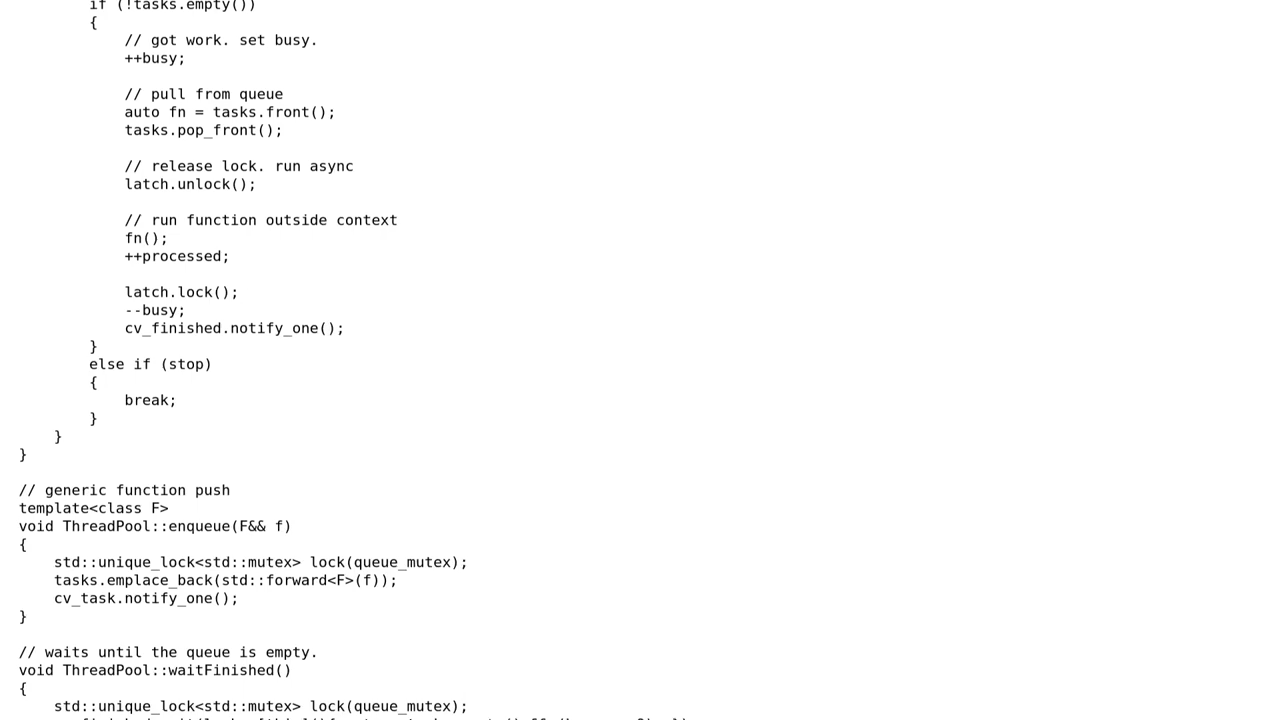 if (!tasks.empty())
{
// got work. set busy.
++busy;
// pull from queue
auto fn = tasks.front();
tasks.pop_front();
// release lock. run async
latch.unlock();
// run function outside context
fn();
++processed;
latch.lock();
--busy;
cv_finished.notify_one();
}
else if (stop)
{
break;
}
}
}
// generic function push
template<class F>
void ThreadPool::enqueue(F&& f)
{
std::unique_lock<std::mutex> lock(queue_mutex);
tasks.emplace_back(std::forward<F>(f));
cv_task.notify_one();
}
// waits until the queue is empty.
void ThreadPool::waitFinished()
{
std::unique_lock<std::mutex> lock(queue_mutex);